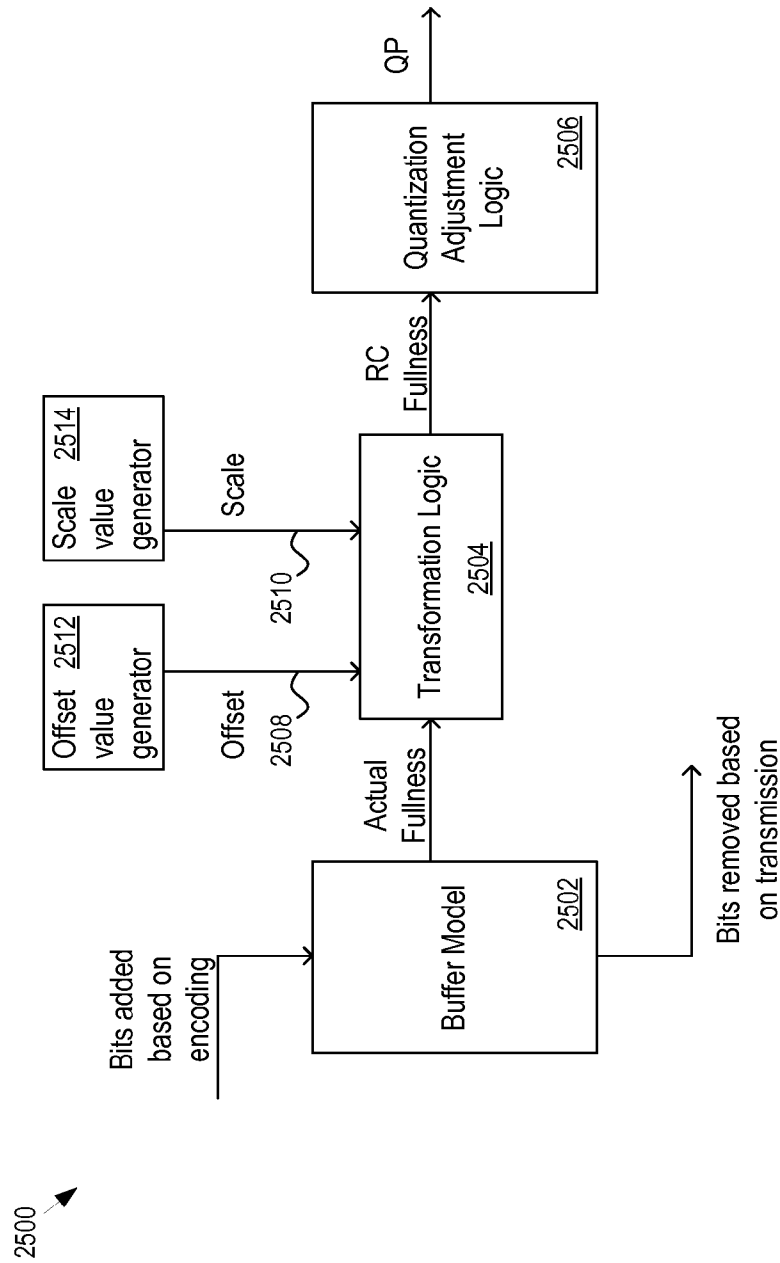 2500
Bits added
based on
encoding
Buffer Model
2502
Bits removed based
on transmission
Actual
Fullness
Offset 2512
value
generator
Offset
2508
Scale 2514
value
generator
Scale
2510
Transformation Logic
2504
RC
Fullness
Quantization
Adjustment
Logic
2506
QP